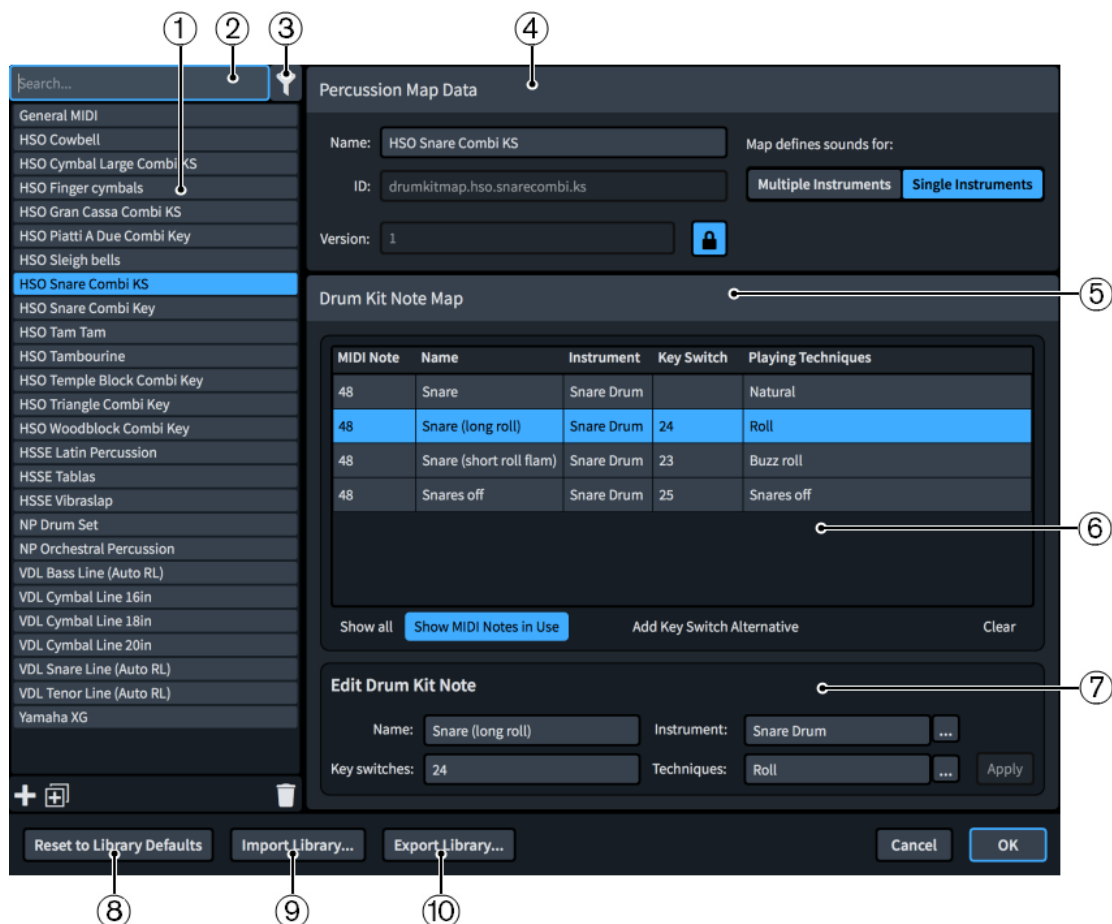 ① ② ③ ④
Search...
General MIDI
HSO Cowbell
HSO Cymbal Large Combi KS
HSO Finger cymbals
HSO Gran Cassa Combi KS
HSO Piatti A Due Combi Key
HSO Sleigh bells
HSO Snare Combi KS
HSO Snare Combi Key
HSO Tam Tam
HSO Tambourine
HSO Temple Block Combi Key
HSO Triangle Combi Key
HSO Woodblock Combi Key
HSSE Latin Percussion
HSSE Tablas
HSSE Vibraslap
NP Drum Set
NP Orchestral Percussion
VDL Bass Line (Auto RL)
VDL Cymbal Line 16in
VDL Cymbal Line 18in
VDL Cymbal Line 20in
VDL Snare Line (Auto RL)
VDL Tenor Line (Auto RL)
Yamaha XG
Percussion Map Data
Name: HSO Snare Combi KS Map defines sounds for:
ID: drumkitmap.hso.snarecombi.ks Multiple Instruments Single Instruments
Version: 1
Drum Kit Note Map ⑤
MIDI Note Name Instrument Key Switch Playing Techniques
48 Snare Snare Drum Natural
48 Snare (long roll) Snare Drum 24 Roll
48 Snare (short roll flam) Snare Drum 23 Buzz roll
48 Snares off Snare Drum 25 Snares off
⑥
Show all Show MIDI Notes in Use Add Key Switch Alternative Clear
Edit Drum Kit Note ⑦
Name: Snare (long roll) Instrument: Snare Drum ...
Key switches: 24 Techniques: Roll ... Apply
Reset to Library Defaults Import Library... Export Library... Cancel OK
⑧ ⑨ ⑩